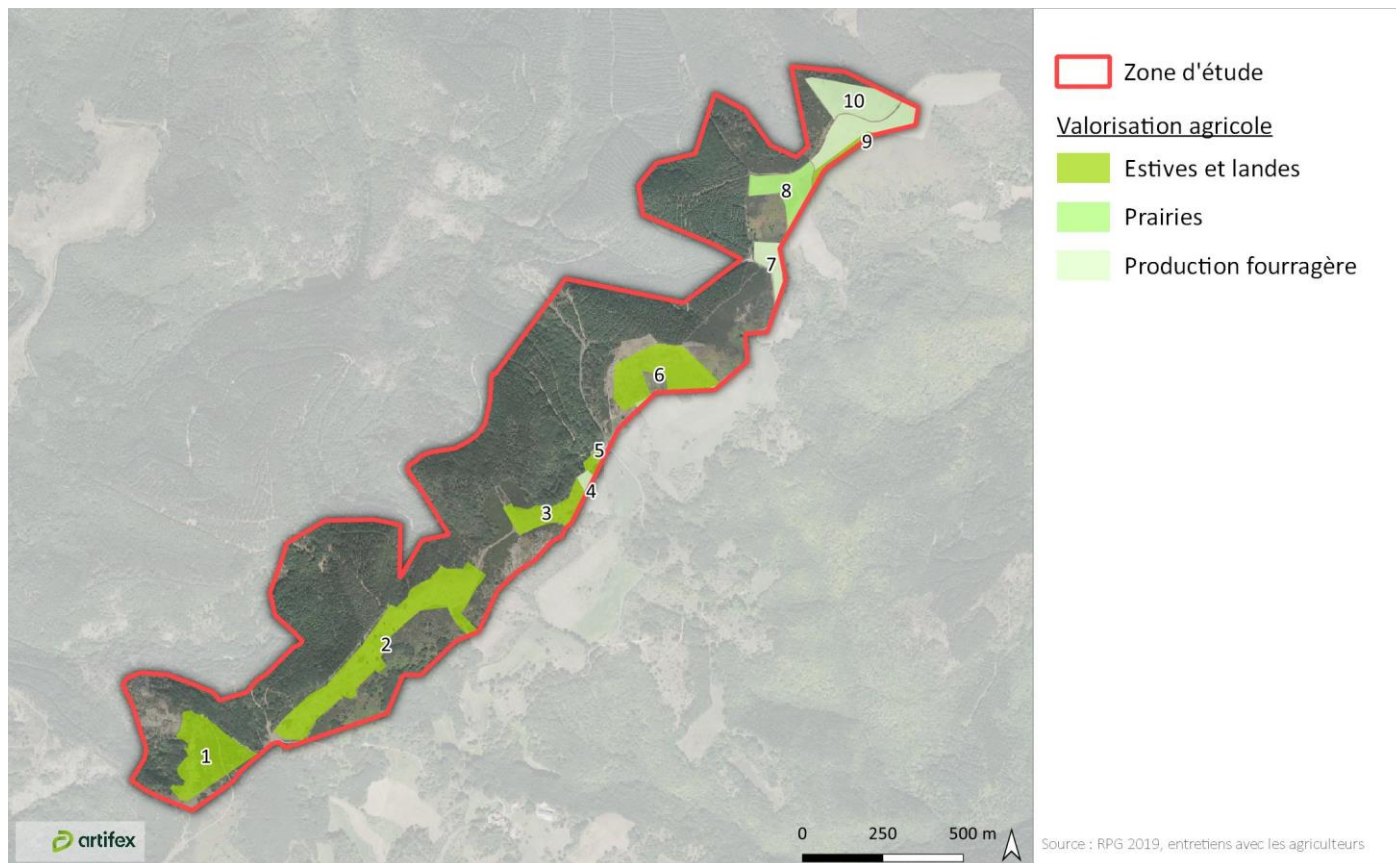 10
9
8
7
6
5
4
3
2
1
artifex
0 250 500 m
Zone d'étude
Valorisation agricole
Estives et landes
Prairies
Production fourragère
Source : RPG 2019, entretiens avec les agriculteurs